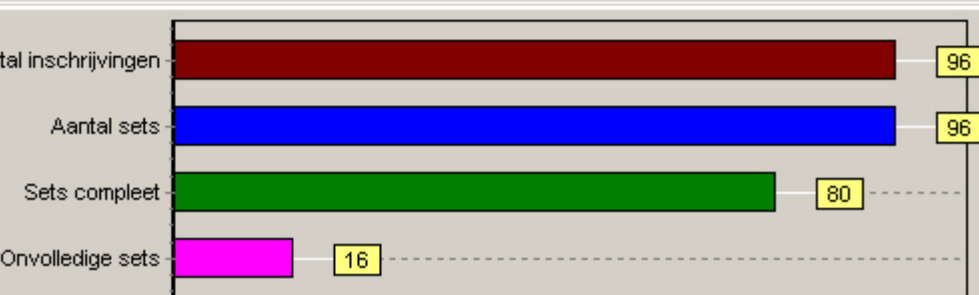 tal inschrijvingen 96
Aantal sets 96
Sets compleet 80
Onvolledige sets 16